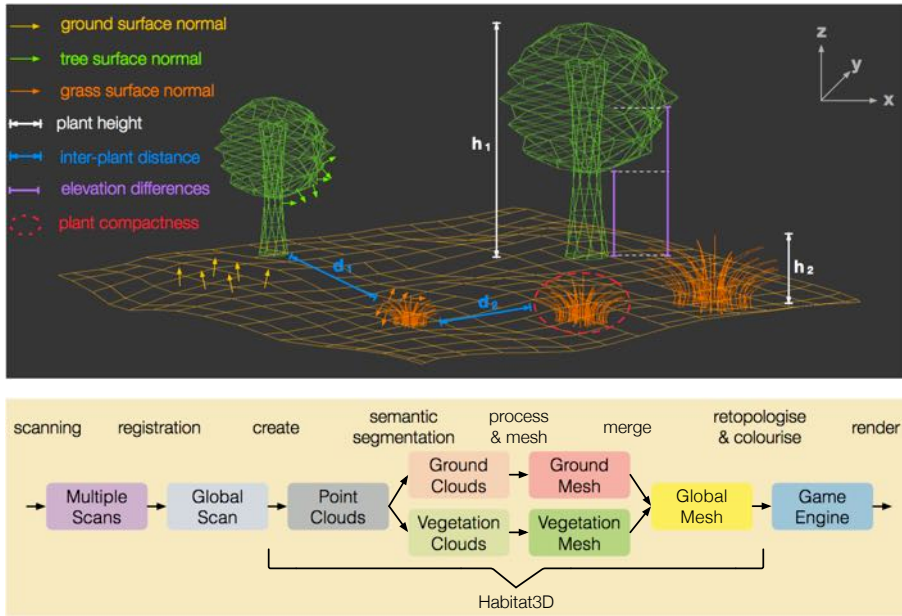 ground surface normal
tree surface normal
grass surface normal
plant height
inter-plant distance
elevation differences
plant compactness
h1
d1
d2
h2
z
y
x
scanning
registration
create
semantic
segmentation
process
& mesh
merge
retopologise
& colourise
render
Multiple
Scans
Global
Scan
Point
Clouds
Ground
Clouds
Ground
Mesh
Vegetation
Clouds
Vegetation
Mesh
Global
Mesh
Game
Engine
Habitat3D